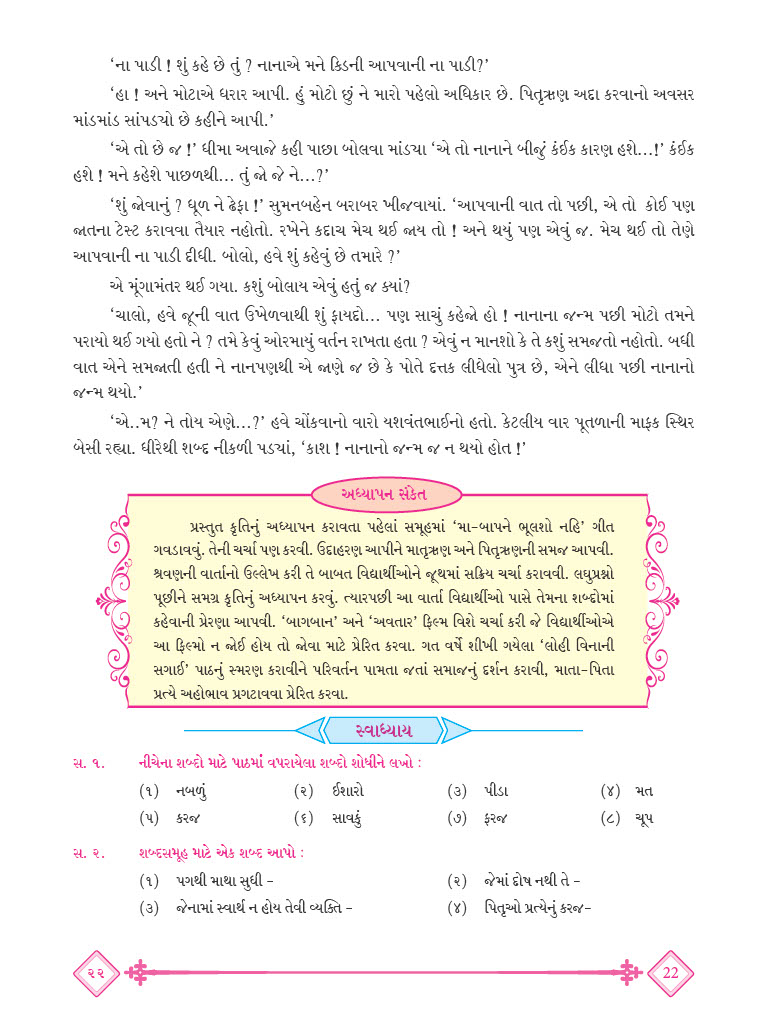 ‘ના પાડી ! શું કહે છે તું ? નાનાએ મને કિડની આપવાની ના પાડી?’
‘હા ! અને મોટાએ ધરાર આપી. હું મોટો છું ને મારો પહેલો અધિકાર છે. પિતૃઋણ અદા કરવાનો અવસર
માંડમાંડ સાંપડ્યો છે કહીને આપી.’
‘એ તો છે જ !’ ધીમા અવાજે કહી પાછા બોલવા માંડ્યા ‘એ તો નાનાને બીજું કંઈક કારણ હશે...!’ કંઈક
હશે ! મને કહેશે પાછળથી... તું જો જે ને...?’
‘શું જોવાનું ? ધૂળ ને ઢેફા !’ સુમનબહેન બરાબર ખીજવાયાં. ‘આપવાની વાત તો પછી, એ તો કોઈ પણ
જાતના ટેસ્ટ કરાવવા તૈયાર નહોતો. રખેને કદાચ મેચ થઈ જાય તો ! અને થયું પણ એવું જ. મેચ થઈ તો તેણે
આપવાની ના પાડી દીધી. બોલો, હવે શું કહેવું છે તમારે ?’
એ મૂંગામંતર થઈ ગયા. કશું બોલાય એવું હતું જ ક્યાં?
‘ચાલો, હવે જૂની વાત ઉખેળવાથી શું ફાયદો... પણ સાચું કહેજો હો ! નાનાના જન્મ પછી મોટો તમને
પરાયો થઈ ગયો હતો ને ? તમે કેવું ઓરમાયું વર્તન રાખતા હતા ? એવું ન માનશો કે તે કશું સમજતો નહોતો. બધી
વાત એને સમજાતી હતી ને નાનપણથી એ જાણે જ છે કે પોતે દત્તક લીધેલો પુત્ર છે, એને લીધા પછી નાનાનો
જન્મ થયો.’
‘એ..મ? ને તોય એણે...?’ હવે ચોંકવાનો વારો યશવંતભાઈનો હતો. કેટલીય વાર પૂતળાની માફક સ્થિર
બેસી રહ્યા. ધીરેથી શબ્દ નીકળી પડ્યાં, ‘કાશ ! નાનાનો જન્મ જ ન થયો હોત !’
અધ્યાપન સંકેત
પ્રસ્તુત કૃતિનું અધ્યાપન કરાવતા પહેલાં સમૂહમાં ‘મા-બાપને ભૂલશો નહિ’ ગીત
ગવડાવવું. તેની ચર્ચા પણ કરવી. ઉદાહરણ આપીને માતૃઋણ અને પિતૃઋણની સમજ આપવી.
શ્રવણની વાર્તાનો ઉલ્લેખ કરી તે બાબત વિદ્યાર્થીઓને જૂથમાં સક્રિય ચર્ચા કરાવવી. લઘુપ્રશ્નો
પૂછીને સમગ્ર કૃતિનું અધ્યાપન કરવું. ત્યારપછી આ વાર્તા વિદ્યાર્થીઓ પાસે તેમના શબ્દોમાં
કહેવાની પ્રેરણા આપવી. ‘બાગબાન’ અને ‘અવતાર’ ફિલ્મ વિશે ચર્ચા કરી જે વિદ્યાર્થીઓએ
આ ફિલ્મો ન જોઈ હોય તો જોવા માટે પ્રેરિત કરવા. ગત વર્ષે શીખી ગયેલા ‘લોહી વિનાની
સગાઈ’ પાઠનું સ્મરણ કરાવીને પરિવર્તન પામતા જતાં સમાજનું દર્શન કરાવી, માતા-પિતા
પ્રત્યે અહોભાવ પ્રગટાવવા પ્રેરિત કરવા.
સ્વાધ્યાય
સ. ૧. નીચેના શબ્દો માટે પાઠમાં વપરાયેલા શબ્દો શોધીને લખો :
(૧) નબળું (૨) ઈશારો (૩) પીડા (૪) મત
(૫) કરજ (૬) સાવકું (૭) ફરજ (૮) ચૂપ
સ. ૨. શબ્દસમૂહ માટે એક શબ્દ આપો :
(૧) પગથી માથા સુધી - (૨) જેમાં દોષ નથી તે -
(૩) જેનામાં સ્વાર્થ ન હોય તેવી વ્યક્તિ - (૪) પિતૃઓ પ્રત્યેનું કરજ-
૨૨ 22